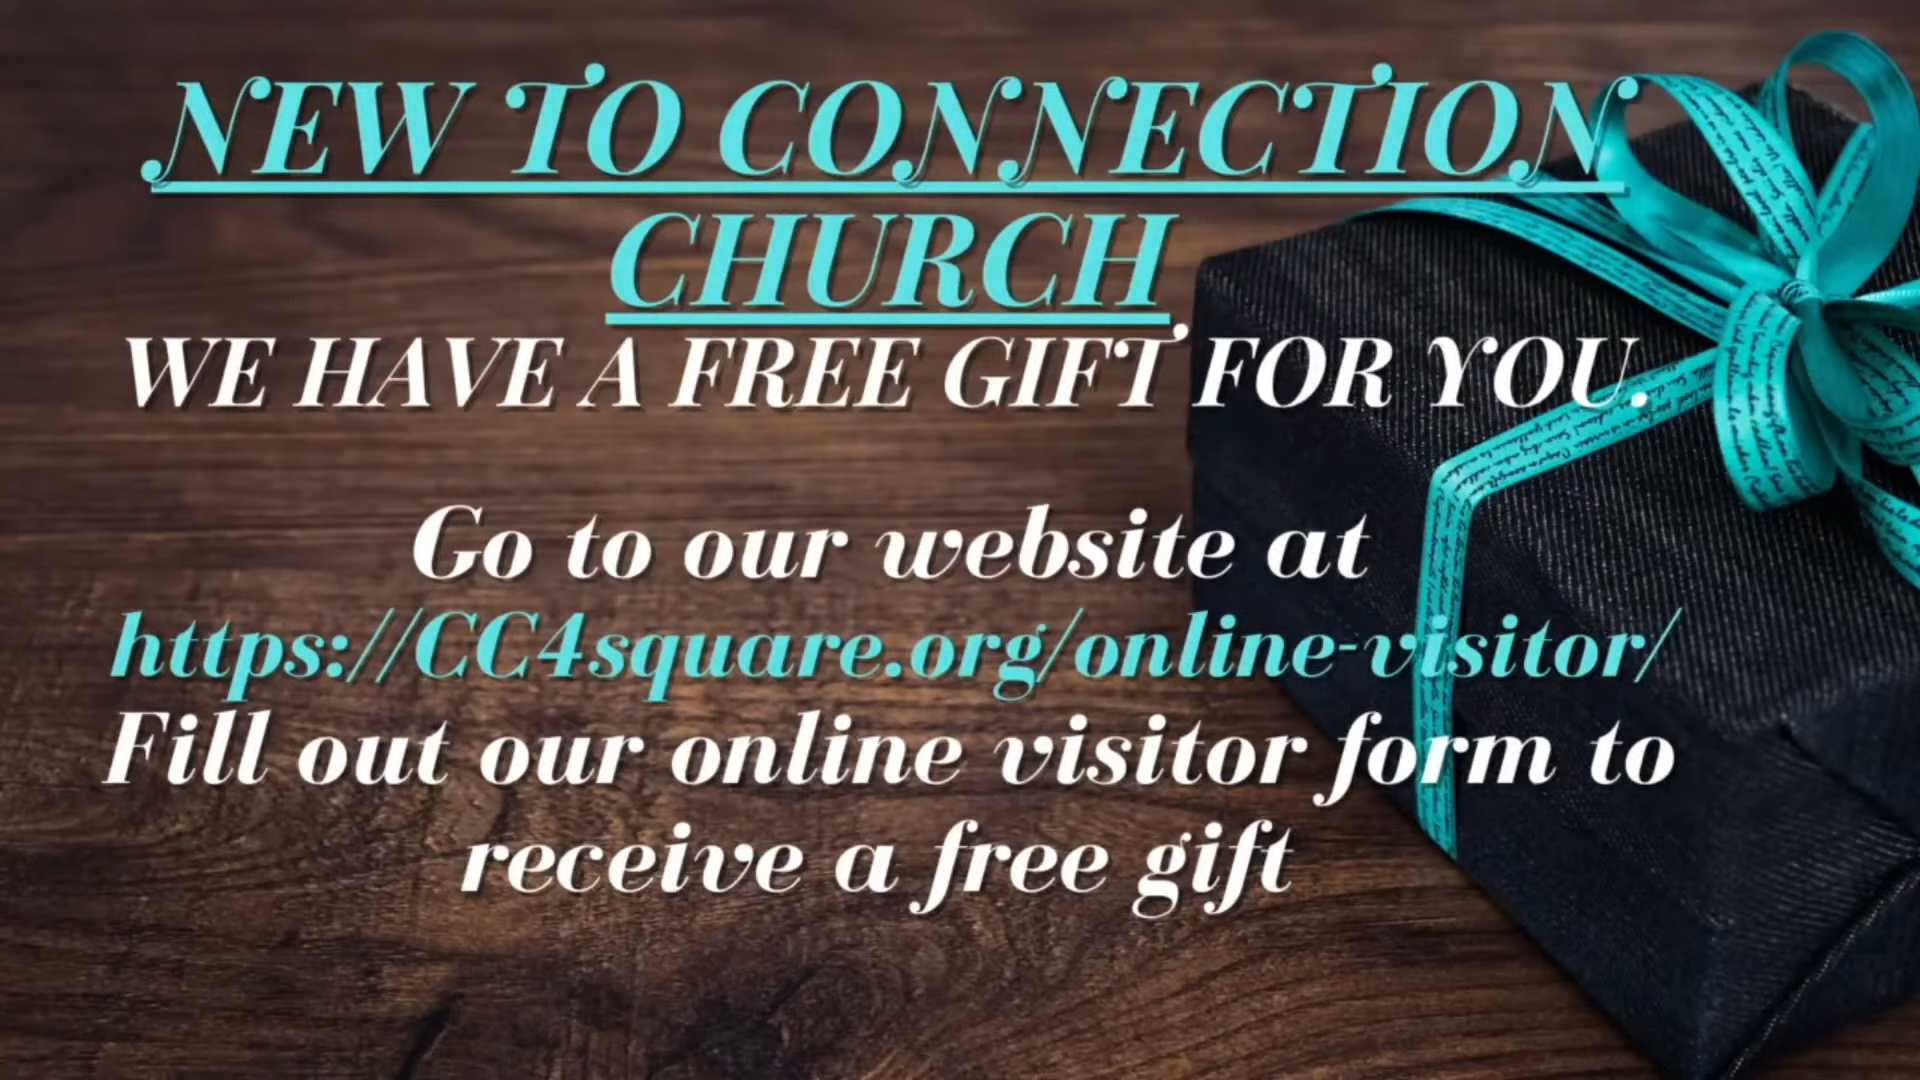 NEW TO CONNECTION
CHURCH
WE HAVE A FREE GIFT FOR YOU.
Go to our website at
https://CC4square.org/online-visitor/
Fill out our online visitor form to
receive a free gift